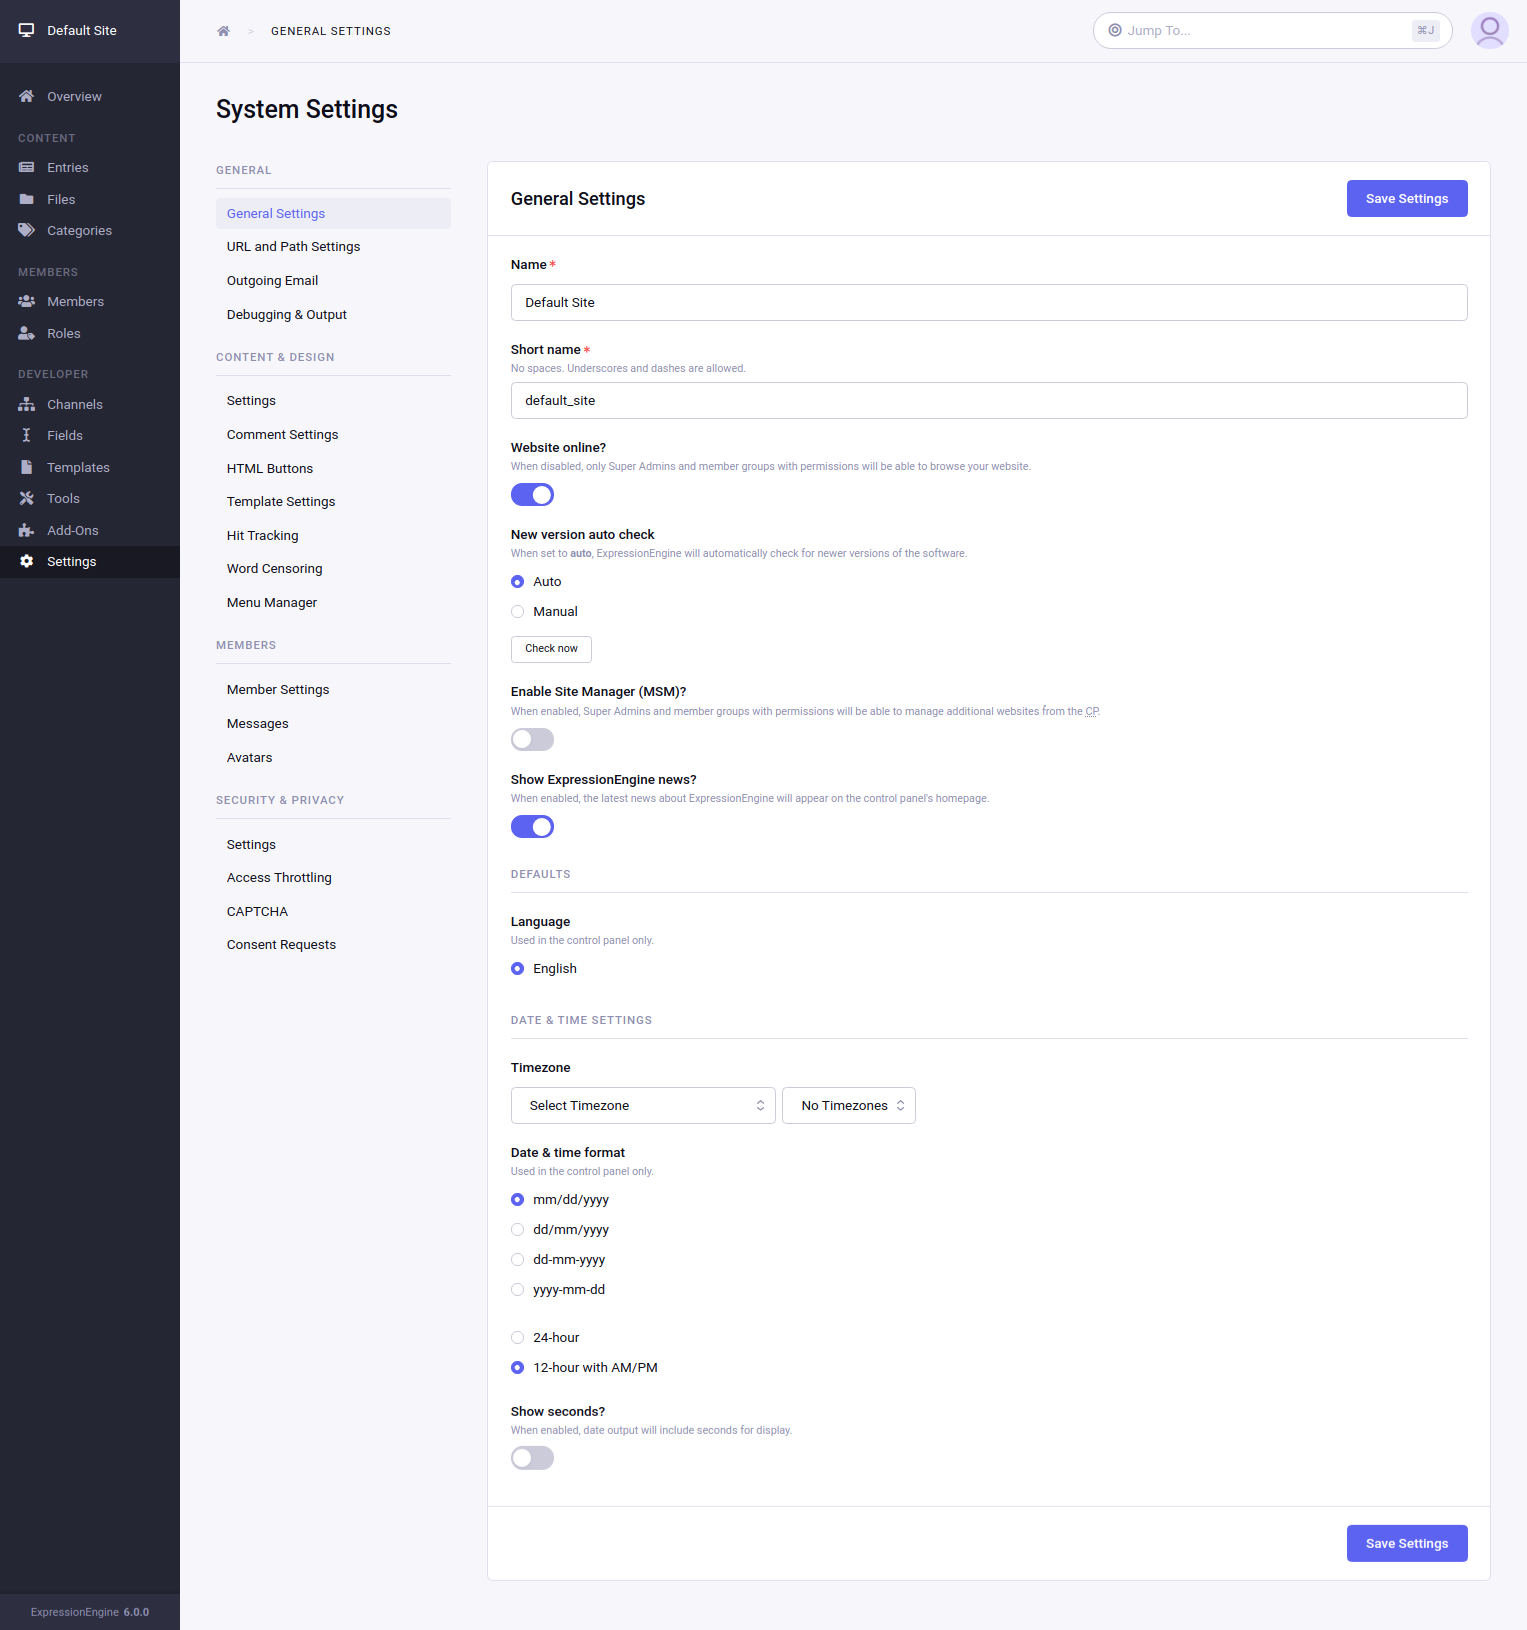 Default Site
Overview
CONTENT
Entries
Files
Categories
MEMBERS
Members
Roles
DEVELOPER
Channels
Fields
Templates
Tools
Add-Ons
Settings
ExpressionEngine 6.0.0
> GENERAL SETTINGS
Jump To...
⌘J
System Settings
GENERAL
General Settings
URL and Path Settings
Outgoing Email
Debugging & Output
CONTENT & DESIGN
Settings
Comment Settings
HTML Buttons
Template Settings
Hit Tracking
Word Censoring
Menu Manager
MEMBERS
Member Settings
Messages
Avatars
SECURITY & PRIVACY
Settings
Access Throttling
CAPTCHA
Consent Requests
General Settings
Save Settings
Name *
Default Site
Short name *
No spaces. Underscores and dashes are allowed.
default_site
Website online?
When disabled, only Super Admins and member groups with permissions will be able to browse your website.
New version auto check
When set to auto, ExpressionEngine will automatically check for newer versions of the software.
Auto
Manual
Check now
Enable Site Manager (MSM)?
When enabled, Super Admins and member groups with permissions will be able to manage additional websites from the CP.
Show ExpressionEngine news?
When enabled, the latest news about ExpressionEngine will appear on the control panel's homepage.
DEFAULTS
Language
Used in the control panel only.
English
DATE & TIME SETTINGS
Timezone
Select Timezone
No Timezones
Date & time format
Used in the control panel only.
mm/dd/yyyy
dd/mm/yyyy
dd-mm-yyyy
yyyy-mm-dd
24-hour
12-hour with AM/PM
Show seconds?
When enabled, date output will include seconds for display.
Save Settings